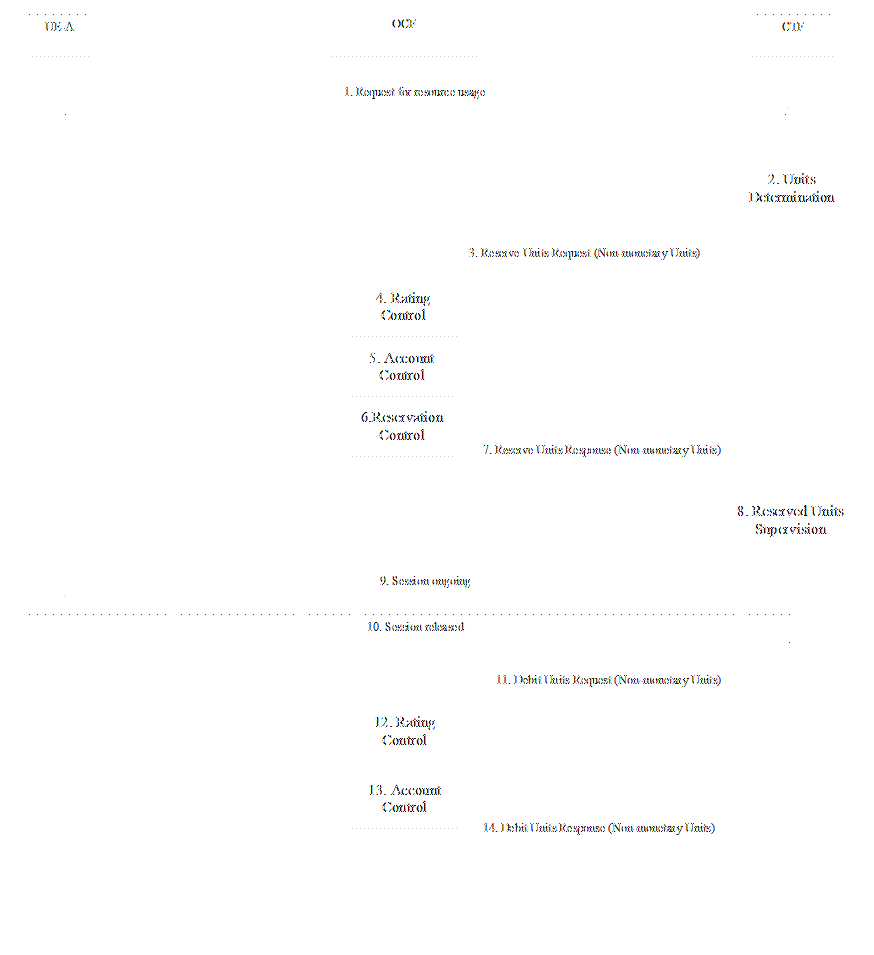 UE-A
OCF
CTF
1. Request for resource usage
2. Units
Determination
3. Reserve Units Request (Non-monetary Units)
4. Rating
Control
5. Account
Control
6.Reservation
Control
7. Reserve Units Response (Non-monetary Units)
8. Reserved Units
Supervision
9. Session ongoing
10. Session released
11. Debit Units Request (Non-monetary Units)
12. Rating
Control
13. Account
Control
14. Debit Units Response (Non-monetary Units)